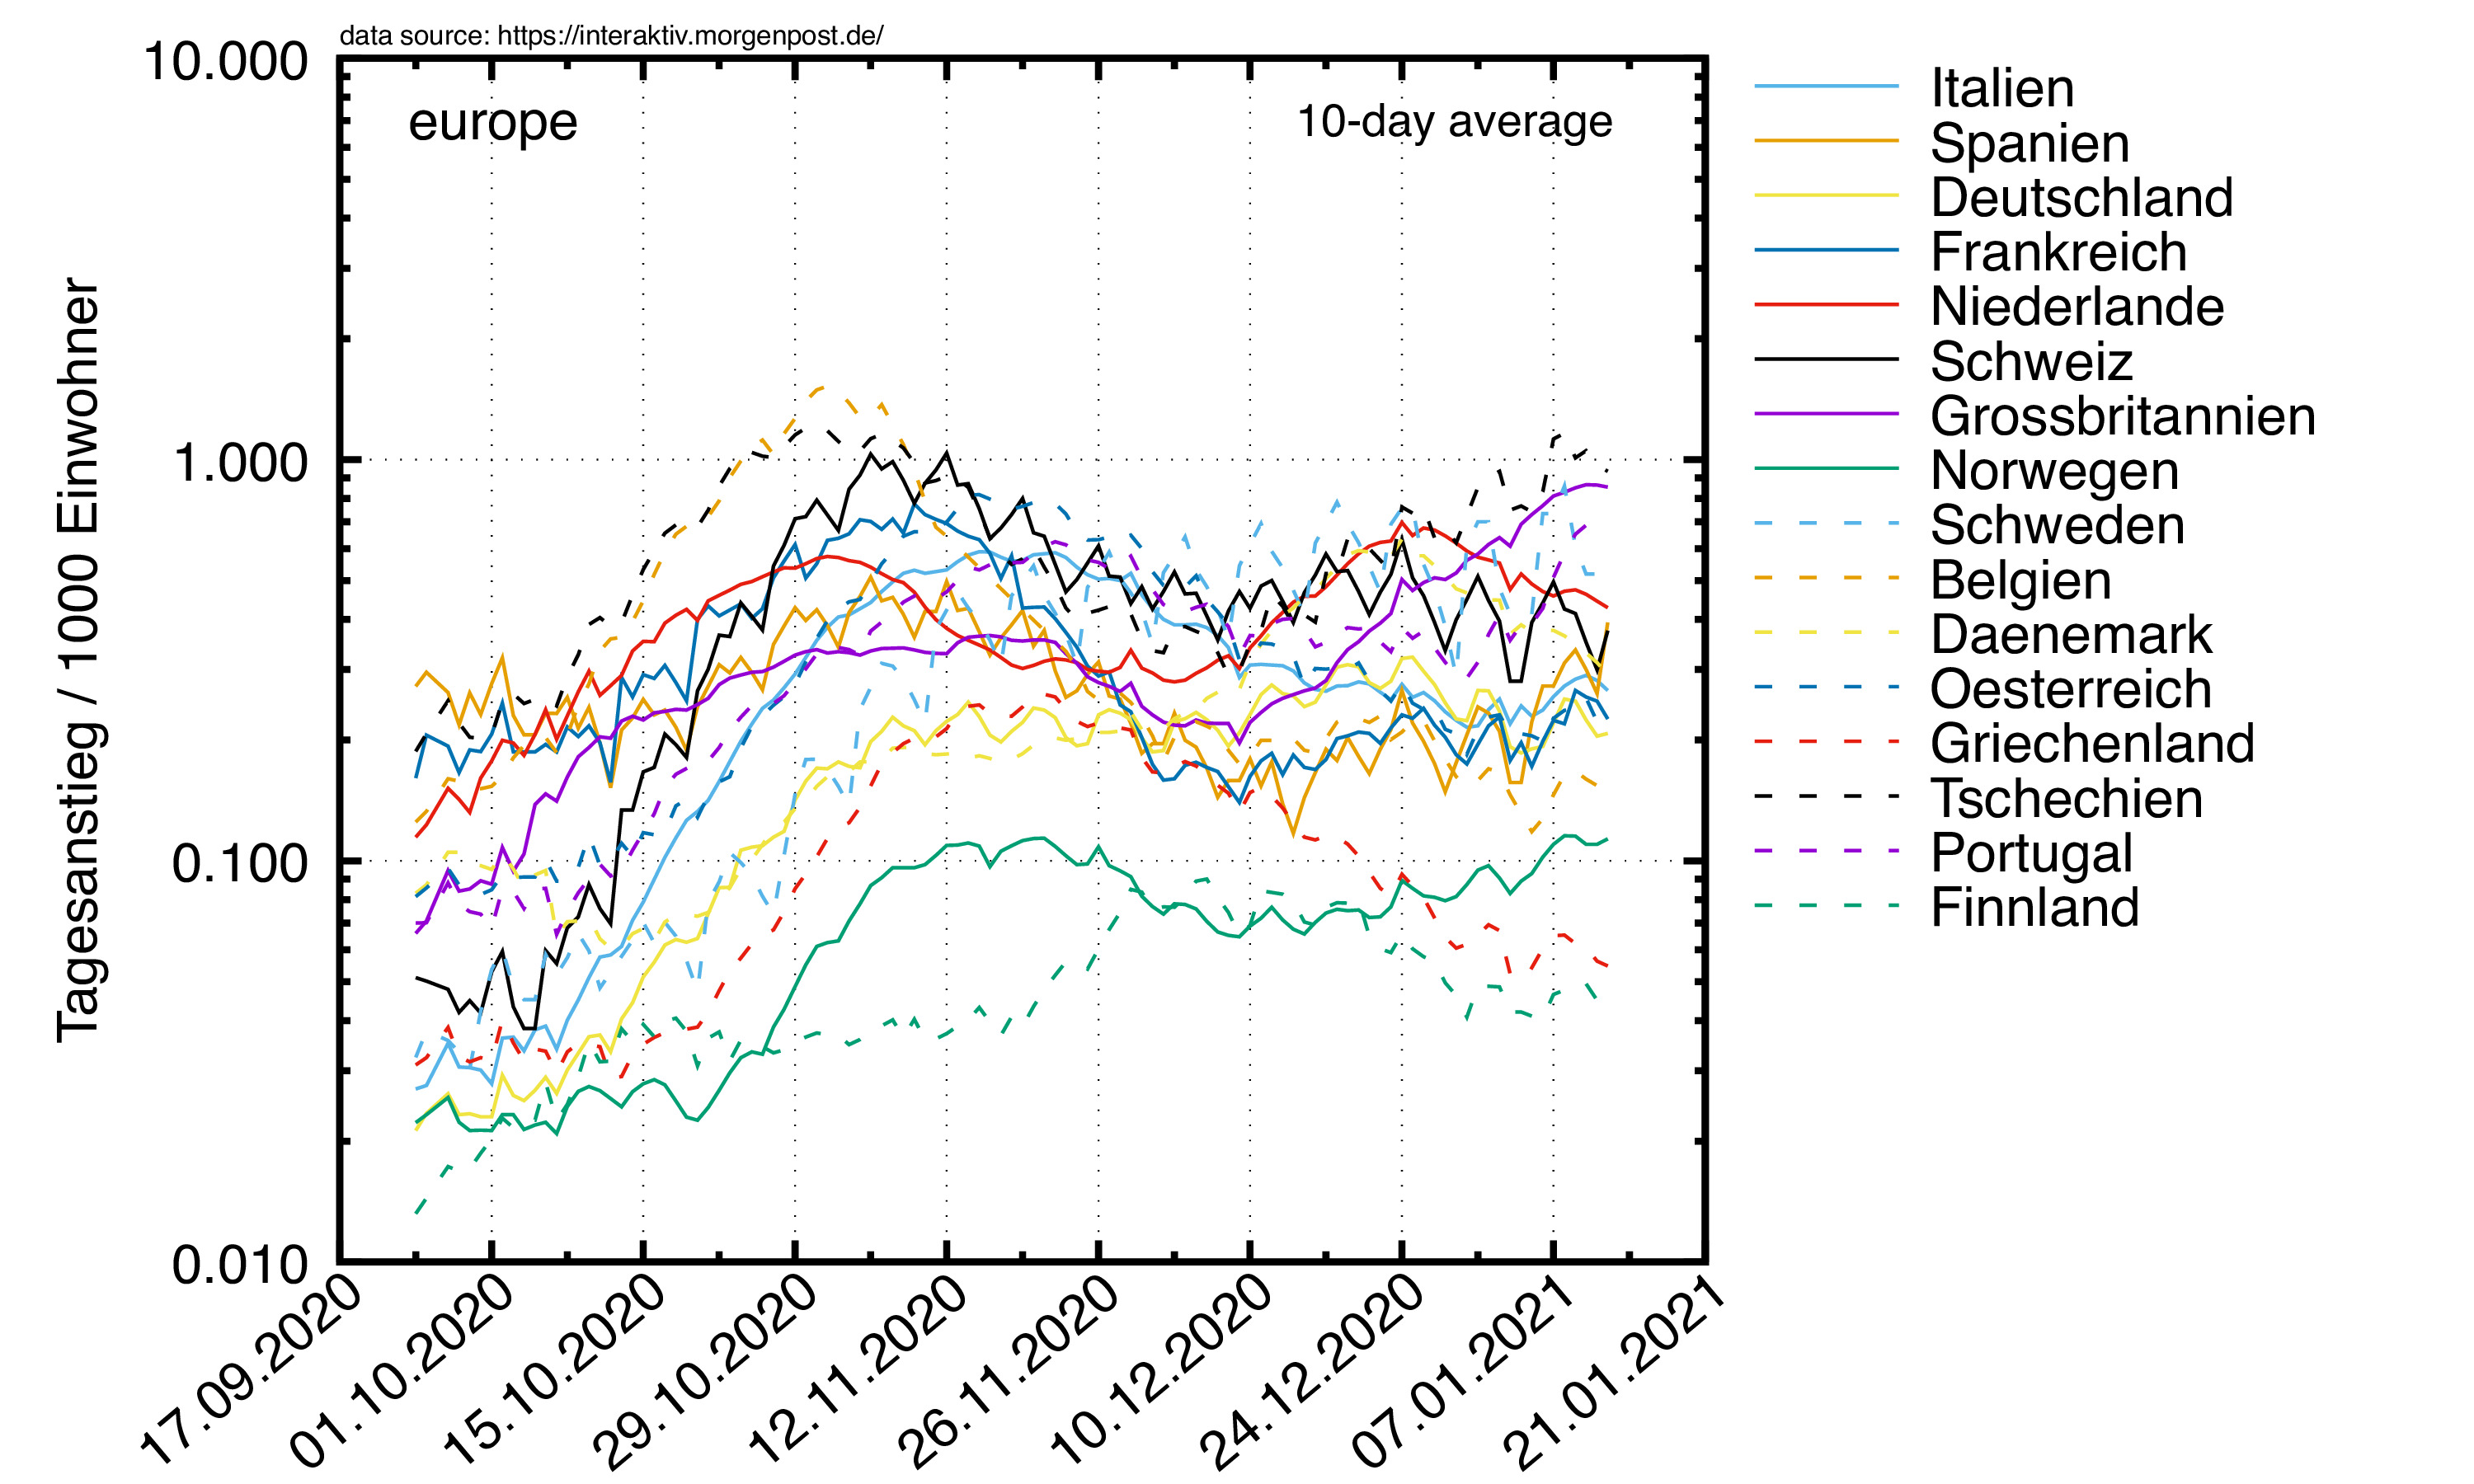 data source: https://interaktiv.morgenpost.de/
europe
10-day average
Tagesanstieg / 1000 Einwohner
10.000
1.000
0.100
0.010
17.09.2020
01.10.2020
15.10.2020
29.10.2020
12.11.2020
26.11.2020
10.12.2020
24.12.2020
07.01.2021
21.01.2021
Italien
Spanien
Deutschland
Frankreich
Niederlande
Schweiz
Grossbritannien
Norwegen
Schweden
Belgien
Daenemark
Oesterreich
Griechenland
Tschechien
Portugal
Finnland